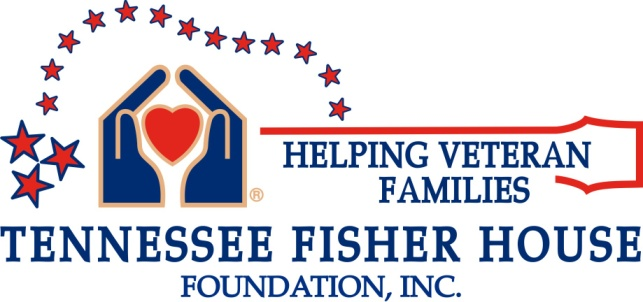 HELPING VETERAN
FAMILIES
®
TENNESSEE FISHER HOUSE
FOUNDATION, INC.